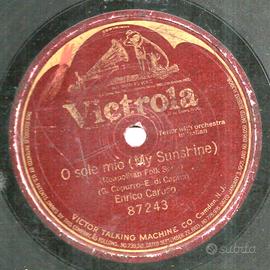 Victrola
Tenor with orchestra
in Italian
O sole mio (My Sunshine)
(Neapolitan Folk Song)
(G. Capurro-E. di Capua)
Enrico Caruso
87243
VICTOR TALKING MACHINE CO. Camden, N.J.
subito